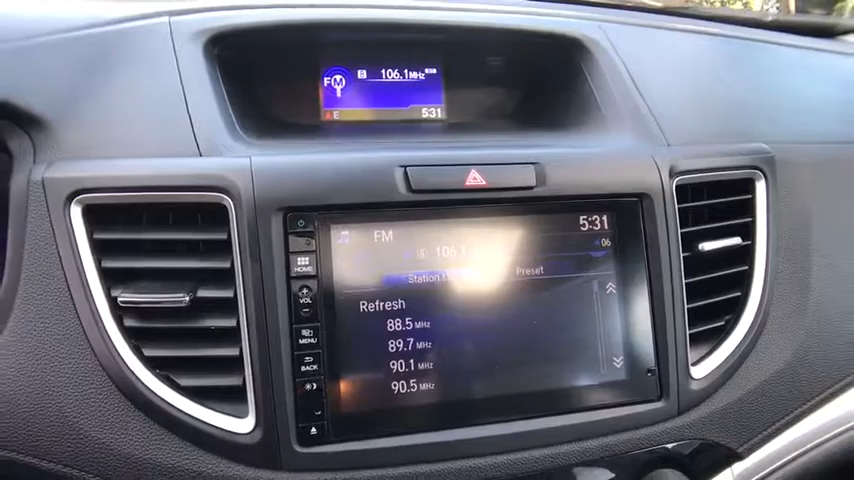 FM
106.1MHz
5:31
E
FM
5:31
106.1
06
HOME
Station
Preset
VOL
Refresh
88.5 MHz
MENU
89.7 MHz
BACK
90.1 MHz
90.5 MHz